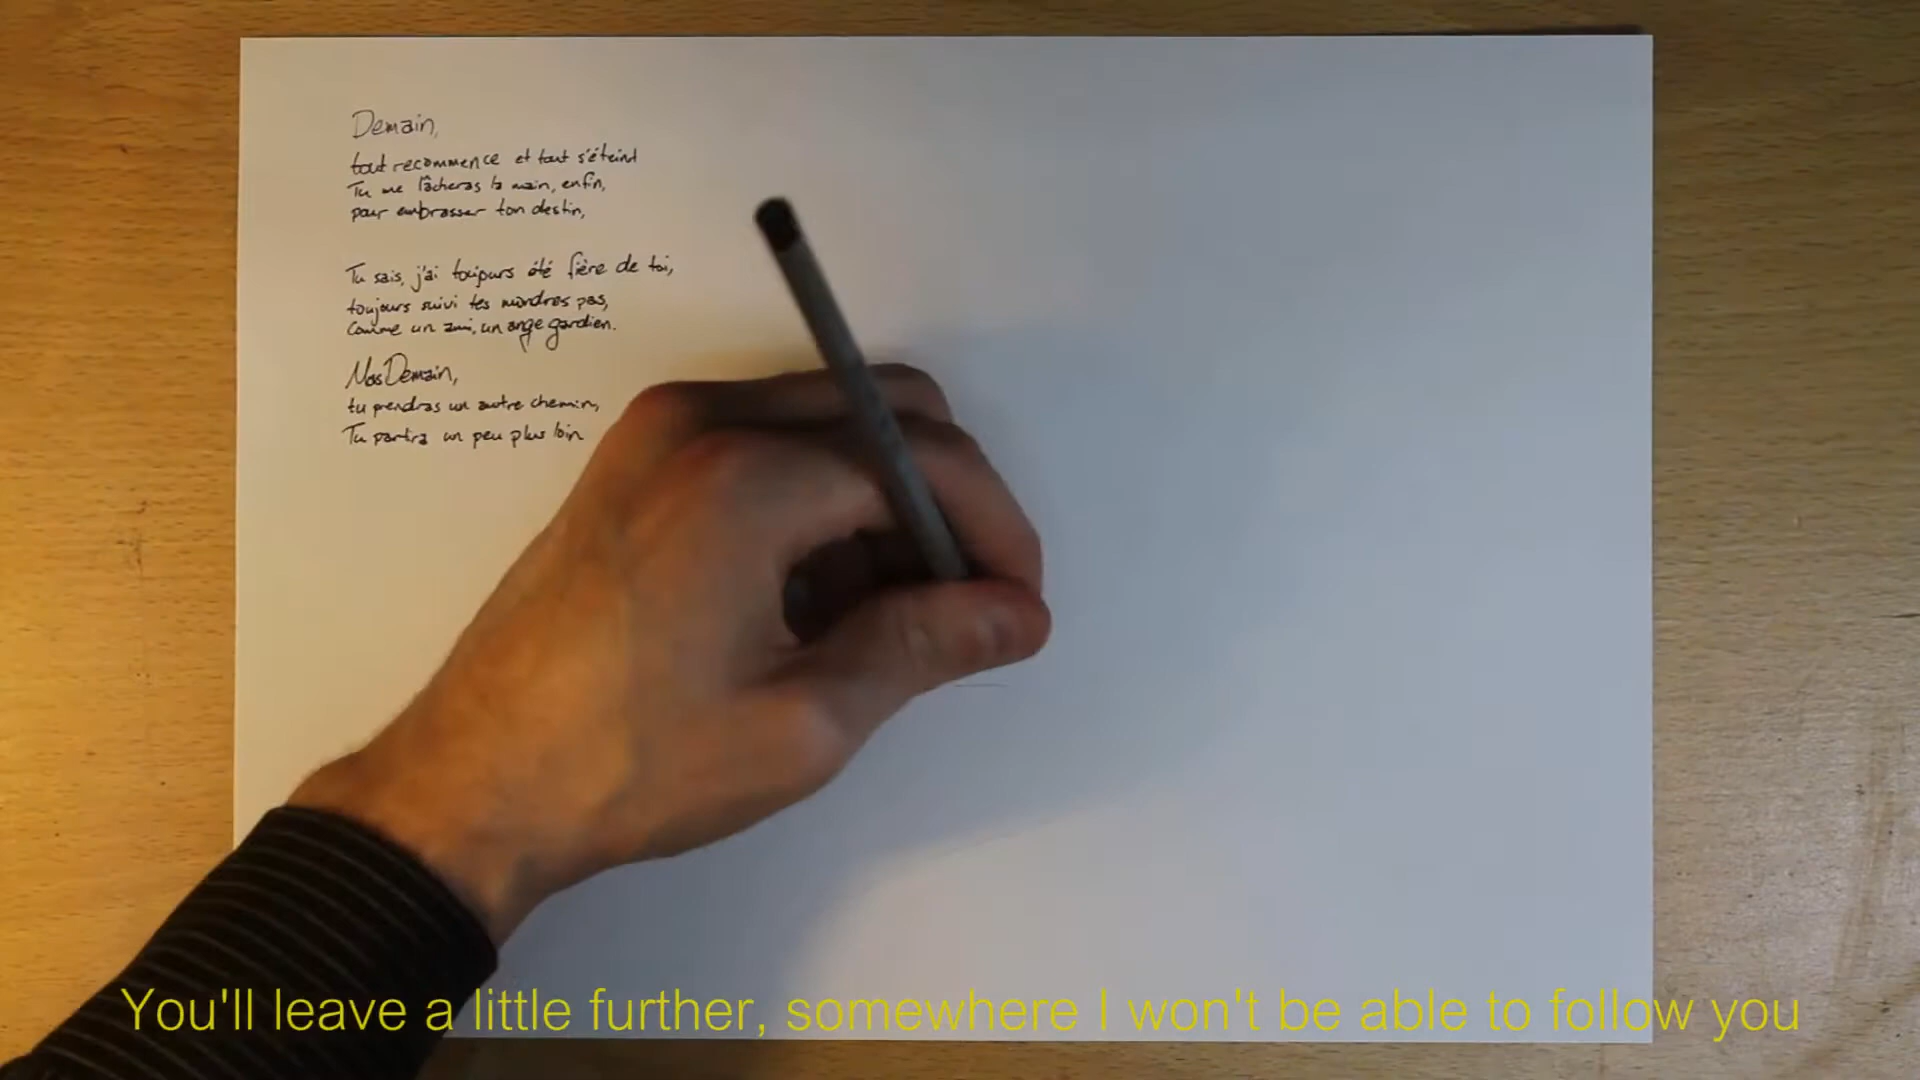 Demain,
tout recommence et tout s'éteint
Tu me lâcheras la main, enfin,
pour embrasser ton destin,
Tu sais, j'ai toujours été fière de toi,
toujours suivi tes moindres pas,
Comme un ami, un ange gardien.
Mais Demain,
tu prendras un autre chemin,
Tu partira un peu plus loin
You'll leave a little further, somewhere I won't be able to follow you